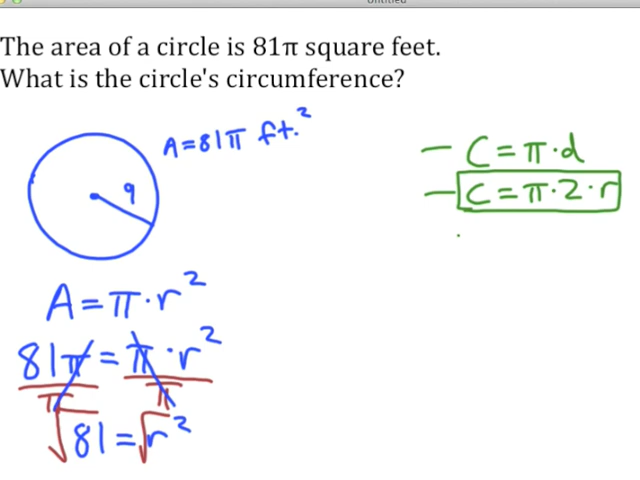 Untitled
The area of a circle is 81π square feet.
What is the circle's circumference?
A=81π ft.²
9
A=π·r²
81π=π·r²
π π
√81=√r²
— C=π·d
— C=π·2·r